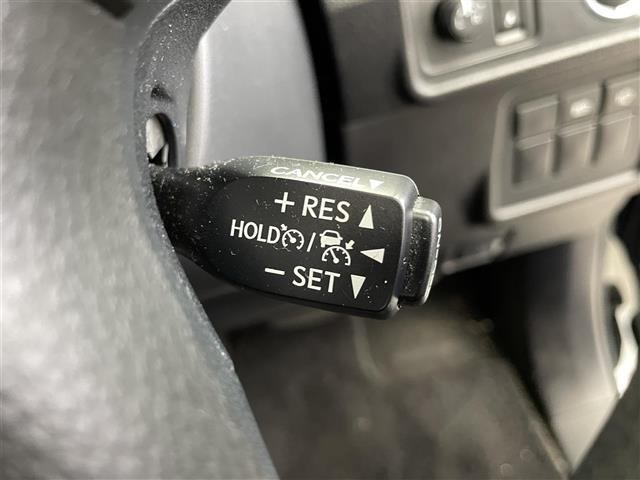 CANCEL▼
+ RES ▲
HOLD / ◀
− SET ▼